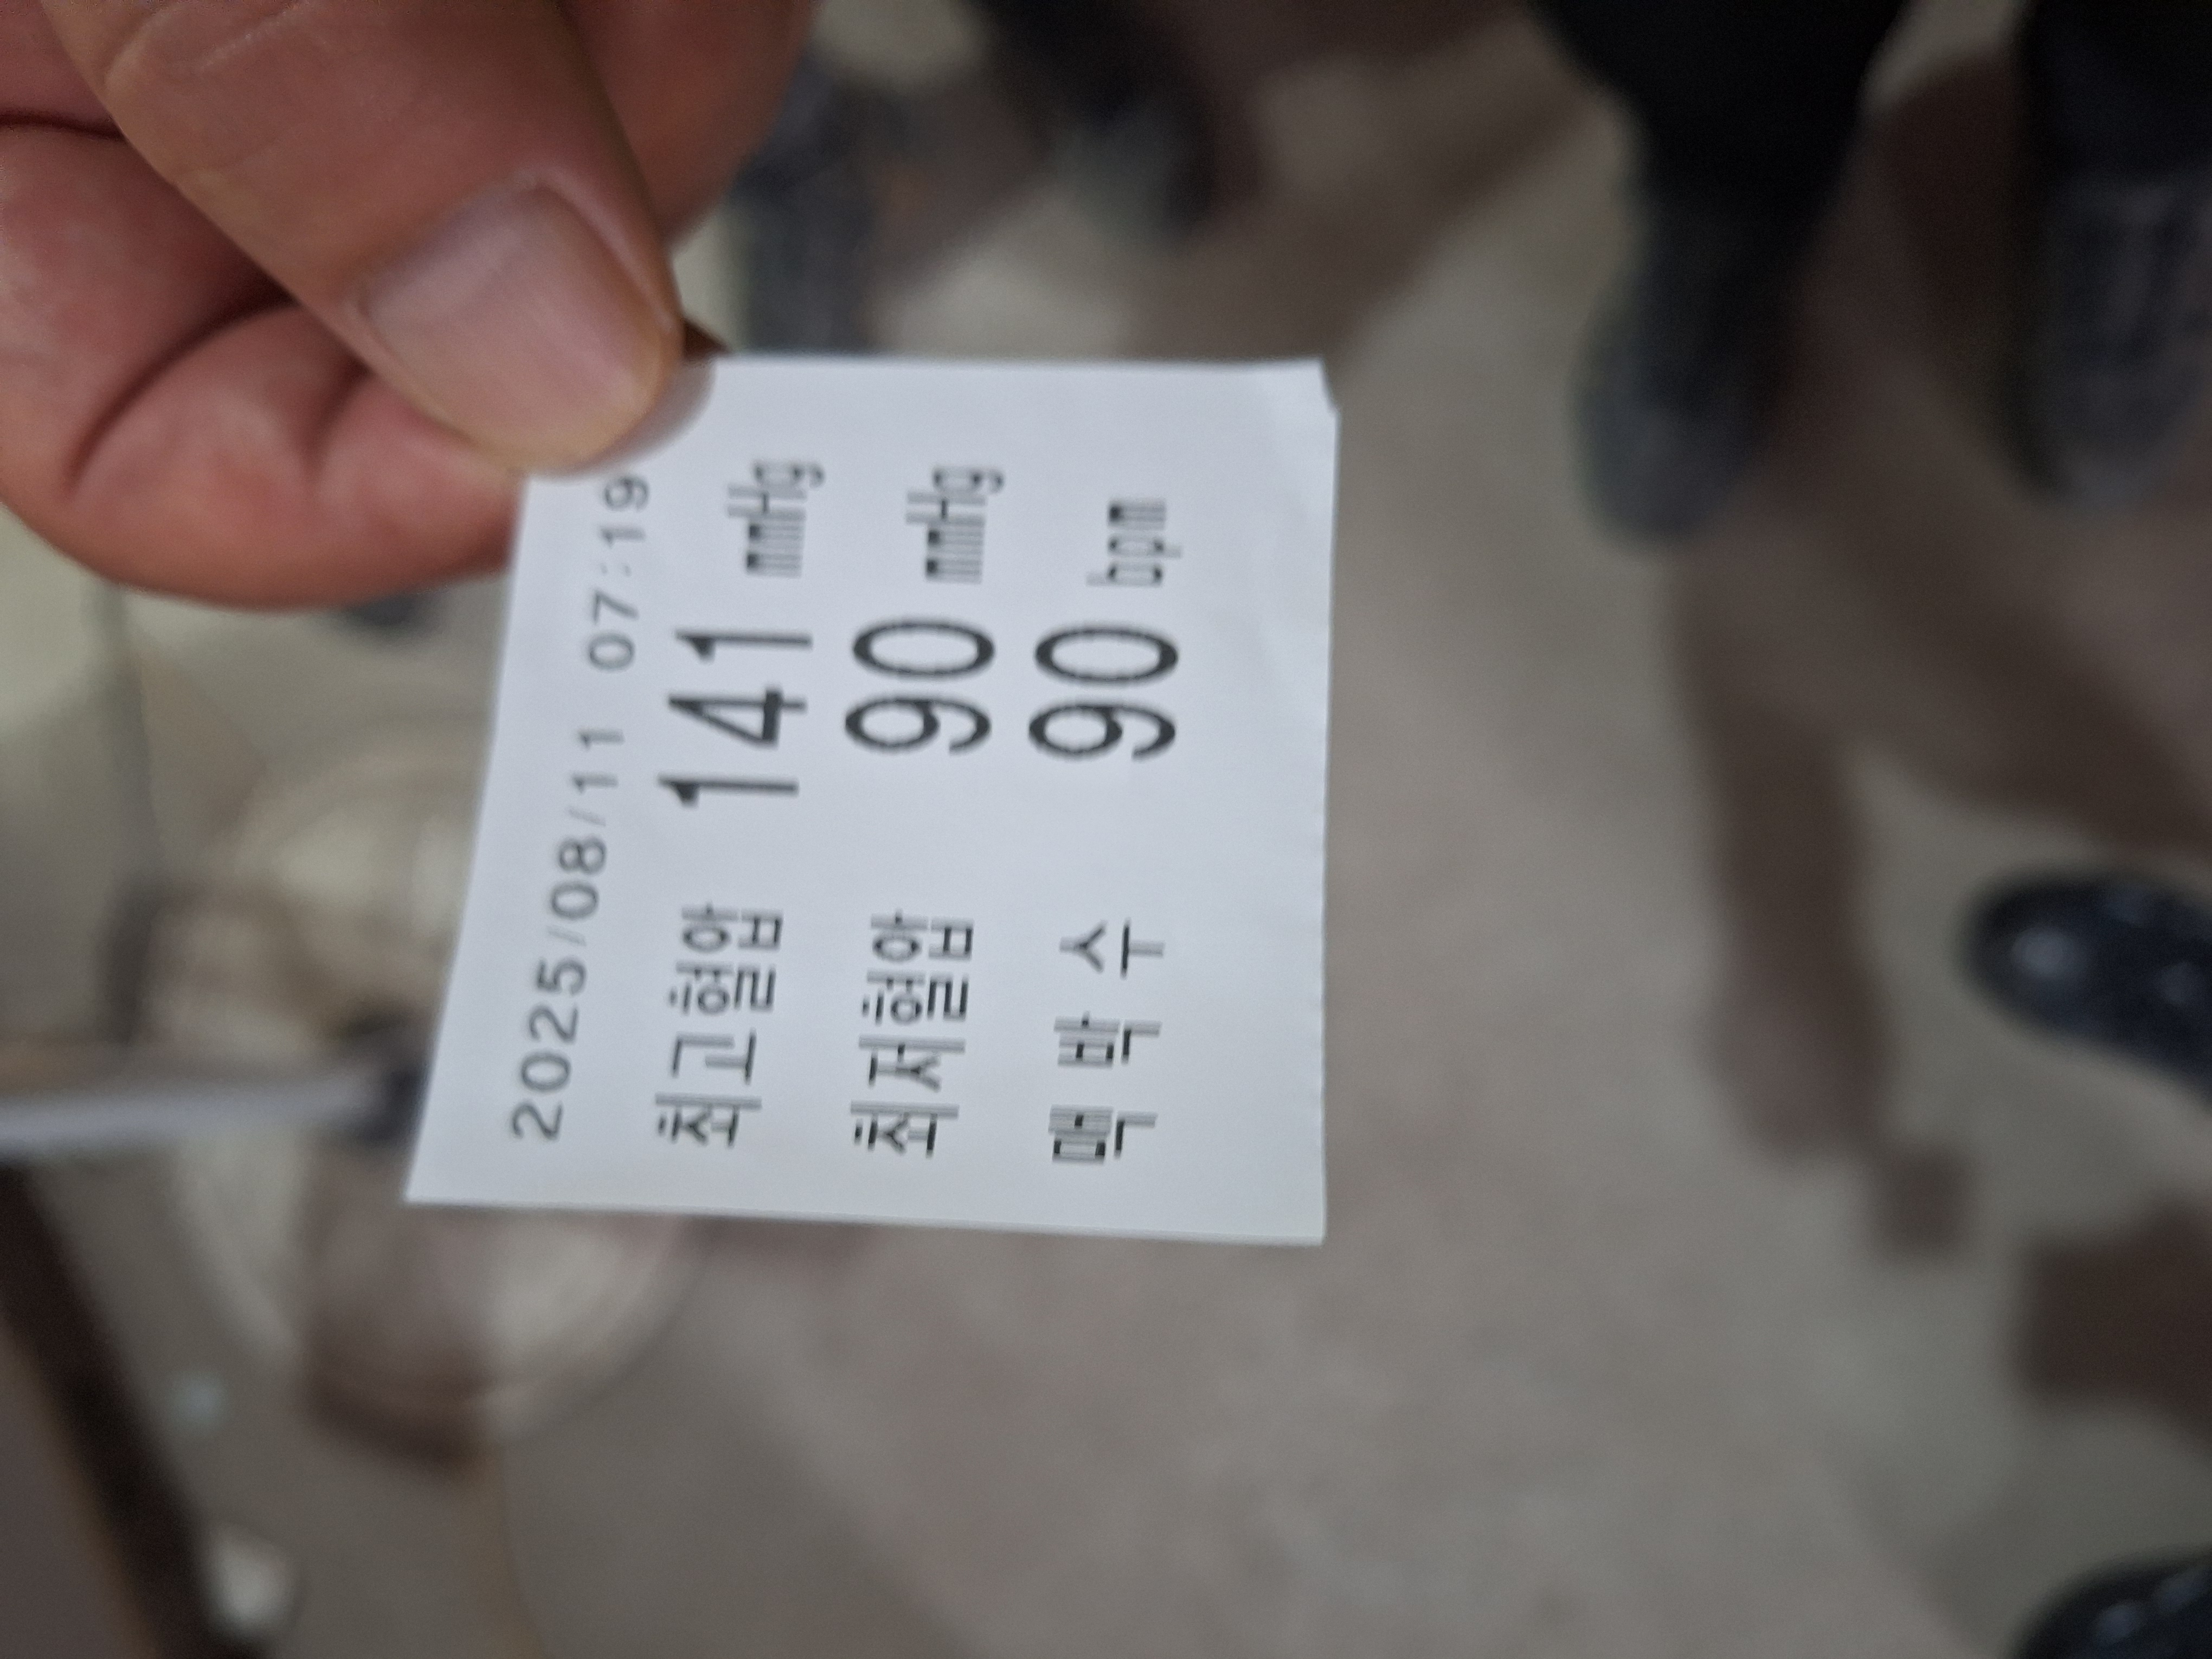 2025/08/11 07:19
최고혈압 141 mmHg
최저혈압 90 mmHg
맥 박 수 90 bpm